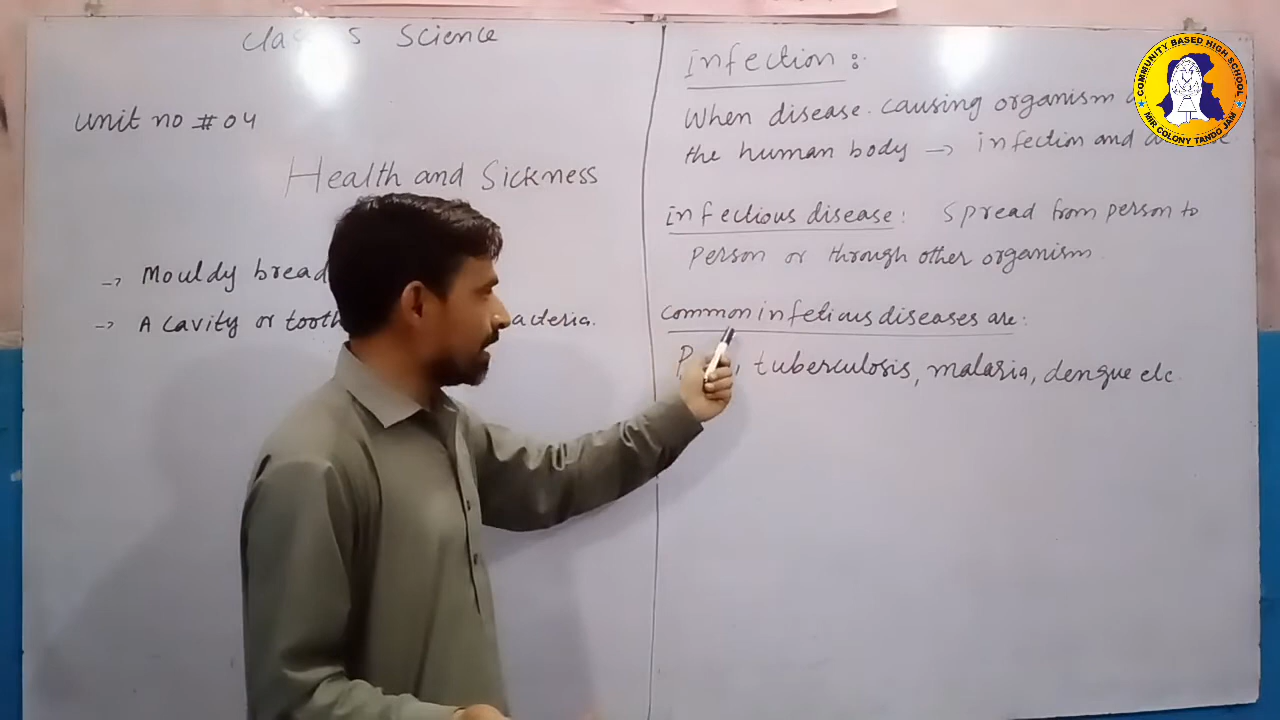 Class 5 Science
unit no # 04
Health and Sickness
→ Mouldy bread
→ A cavity or tooth
infection :
When disease. causing organism
the human body → infection and
infectious disease: Spread from person to
person or through other organism.
common infetious diseases are:
tuberculosis, malaria, dengue etc.
COMMUNITY BASED HIGH SCHOOL
MIR COLONY TANDO JAM